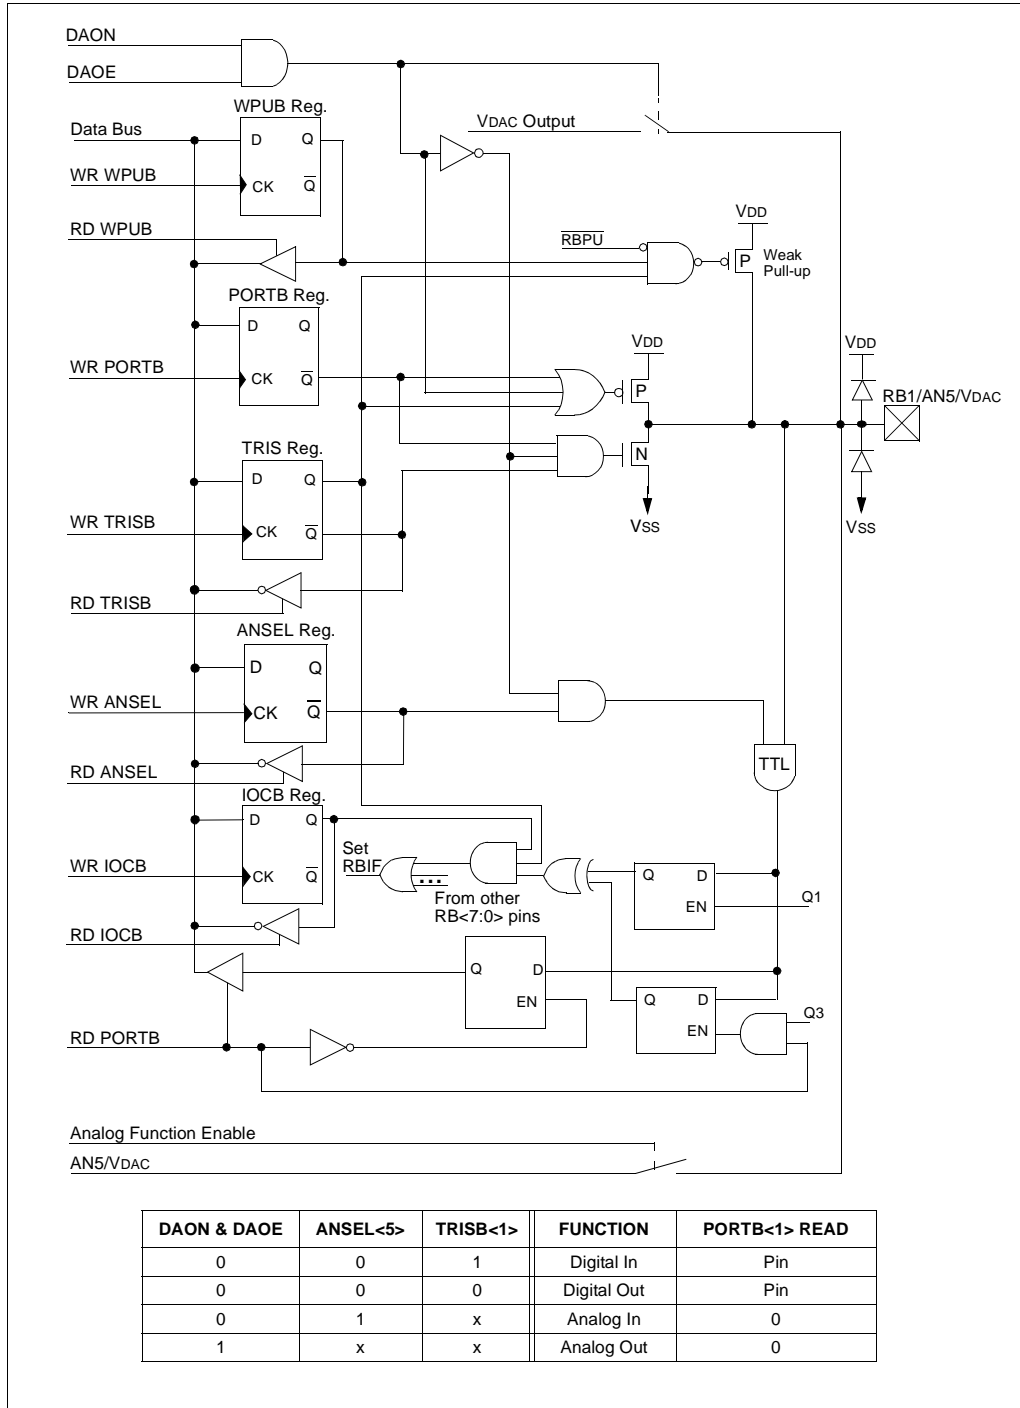 DAON
DAOE
WPUB Reg.
Data Bus
D
Q
VDAC Output
WR WPUB
CK
Q
RD WPUB
VDD
RBPU
P
Weak
Pull-up
PORTB Reg.
D
Q
VDD
VDD
WR PORTB
CK
Q
P
RB1/AN5/VDAC
TRIS Reg.
D
Q
N
WR TRISB
CK
Q
VSS
VSS
RD TRISB
ANSEL Reg.
D
Q
WR ANSEL
CK
Q
TTL
RD ANSEL
IOCB Reg.
D
Q
Set
RBIF
WR IOCB
CK
Q
...
From other
RB<7:0> pins
Q
D
EN
Q1
RD IOCB
Q
D
EN
Q
D
EN
Q3
RD PORTB
Analog Function Enable
AN5/VDAC
DAON & DAOE ANSEL<5> TRISB<1> FUNCTION PORTB<1> READ
0 0 1 Digital In Pin
0 0 0 Digital Out Pin
0 1 x Analog In 0
1 x x Analog Out 0